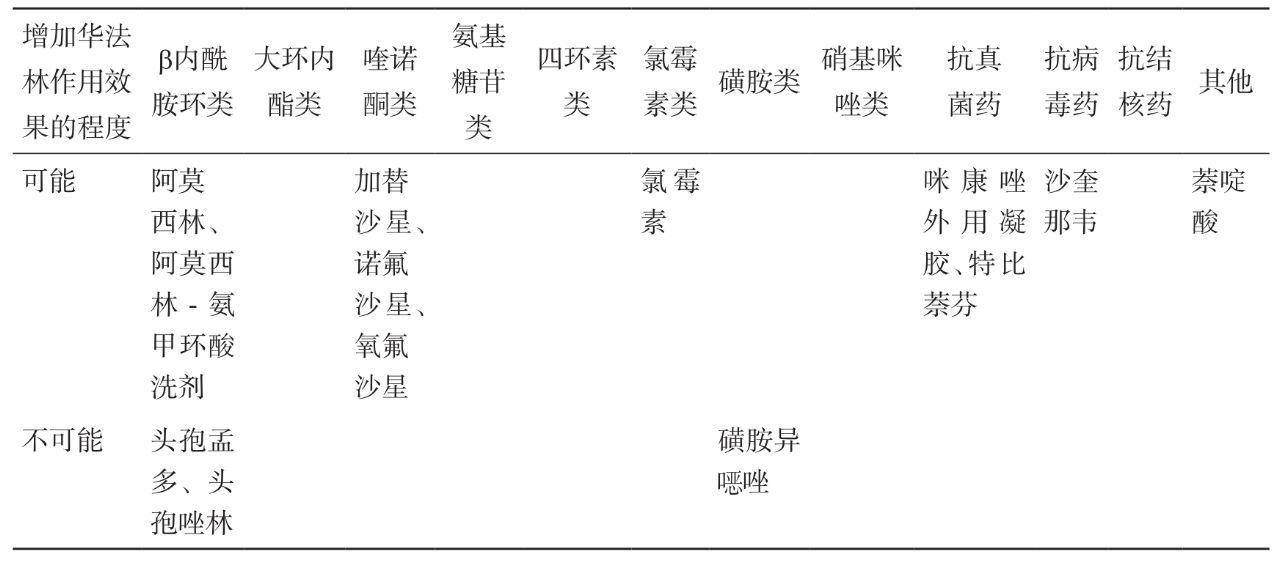 增加华法林作用效果的程度
β内酰胺环类
大环内酯类
喹诺酮类
氨基糖苷类
四环素类
氯霉素类
磺胺类
硝基咪唑类
抗真菌药
抗病毒药
抗结核药
其他
可能
阿莫
西林、
阿莫西
林-氨
甲环酸
洗剂
加替
沙星、
诺氟
沙星、
氧氟
沙星
氯霉
素
咪康唑
外用凝
胶、特比
萘芬
沙奎
那韦
萘啶
酸
不可能
头孢孟
多、头
孢唑林
磺胺异
噁唑